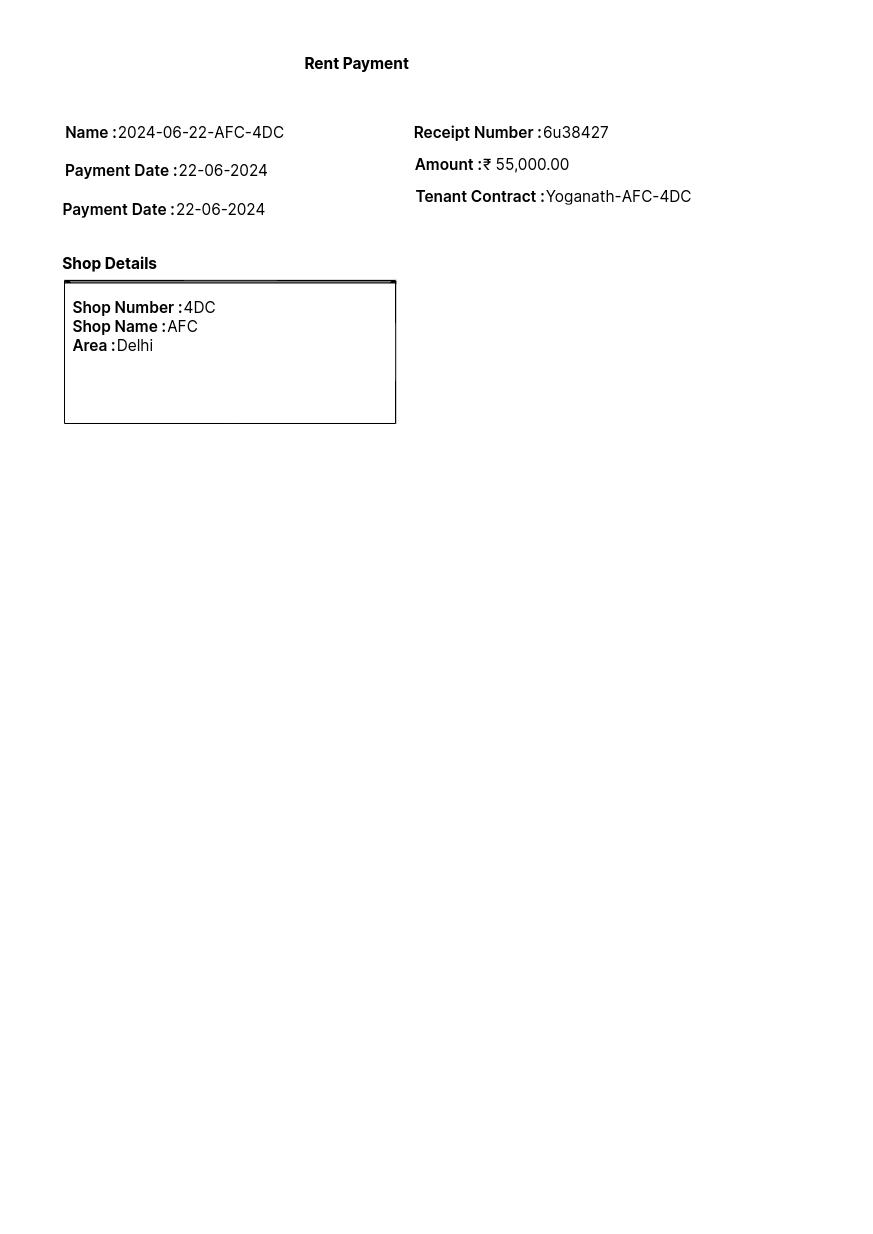 Rent Payment
Name :2024-06-22-AFC-4DC
Payment Date :22-06-2024
Payment Date :22-06-2024
Receipt Number :6u38427
Amount :₹ 55,000.00
Tenant Contract :Yoganath-AFC-4DC
Shop Details
Shop Number :4DC
Shop Name :AFC
Area :Delhi